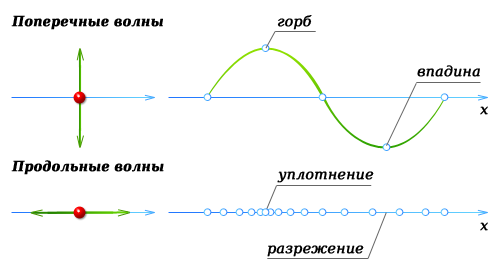 Поперечные волны
горб
впадина
x
Продольные волны
уплотнение
x
разрежение